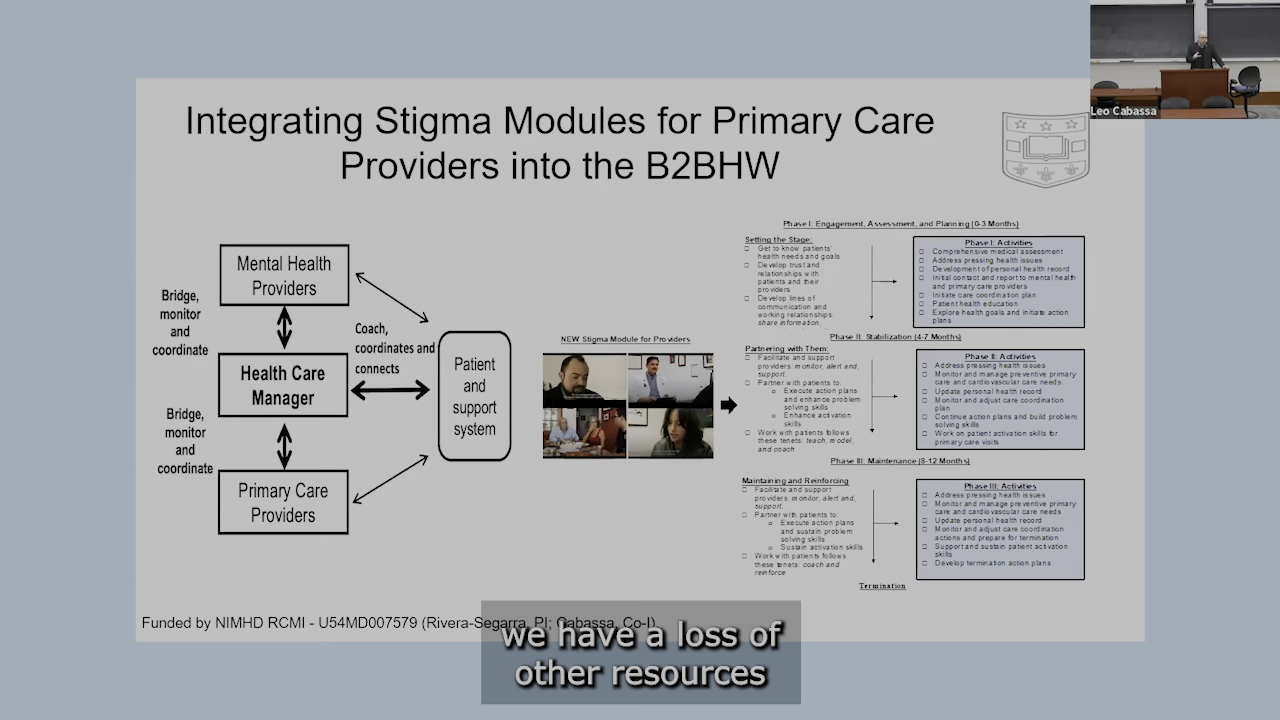 Leo Cabassa
Integrating Stigma Modules for Primary Care
Providers into the B2BHW
Mental Health
Providers
Bridge,
monitor
and
coordinate
Coach,
coordinates and
connects
Health Care
Manager
Patient
and
support
system
Bridge,
monitor
and
coordinate
Primary Care
Providers
NEW Stigma Module for Providers
Phase I: Engagement, Assessment, and Planning (0-3 Months)
Setting the Stage:
Get to know patients'
health needs and goals
Develop trust and
relationships with
patients and their
providers
Develop lines of
communication and
working relationships:
share information.
Phase I: Activities
Comprehensive medical assessment
Address pressing health issues
Development of personal health record
Initial contact and report to mental health
and primary care providers
Initiate care coordination plan
Patient health education
Explore health goals and initiate action
plans
Phase II: Stabilization (4-7 Months)
Partnering with Them:
Facilitate and support
providers: monitor, alert and,
support.
Partner with patients to:
Execute action plans
and enhance problem
solving skills
Enhance activation
skills
Work with patients follows
these tenets: teach, model,
and coach
Phase II: Activities
Address pressing health issues
Monitor and manage preventive primary
care and cardiovascular care needs:
Update personal health record
Monitor and adjust care coordination
plan
Continue action plans and build problem
solving skills
Work on patient activation skills for
primary care visits.
Phase III: Maintenance (8-12 Months)
Maintaining and Reinforcing
Facilitate and support
providers: monitor, alert and,
support.
Partner with patients to:
Execute action plans
and sustain problem
solving skills
Sustain activation skills
Work with patients follows
these tenets: coach and
reinforce
Phase III: Activities
Address pressing health issues
Monitor and manage preventive primary
care and cardiovascular care needs
Update personal health record
Monitor and adjust care coordination
actions and prepare for termination
Support and sustain patient activation
skills
Develop termination action plans
Termination
Funded by NIMHD RCMI - U54MD007579 (Rivera-Segarra, PI; Cabassa, Co-I)
we have a loss of
other resources